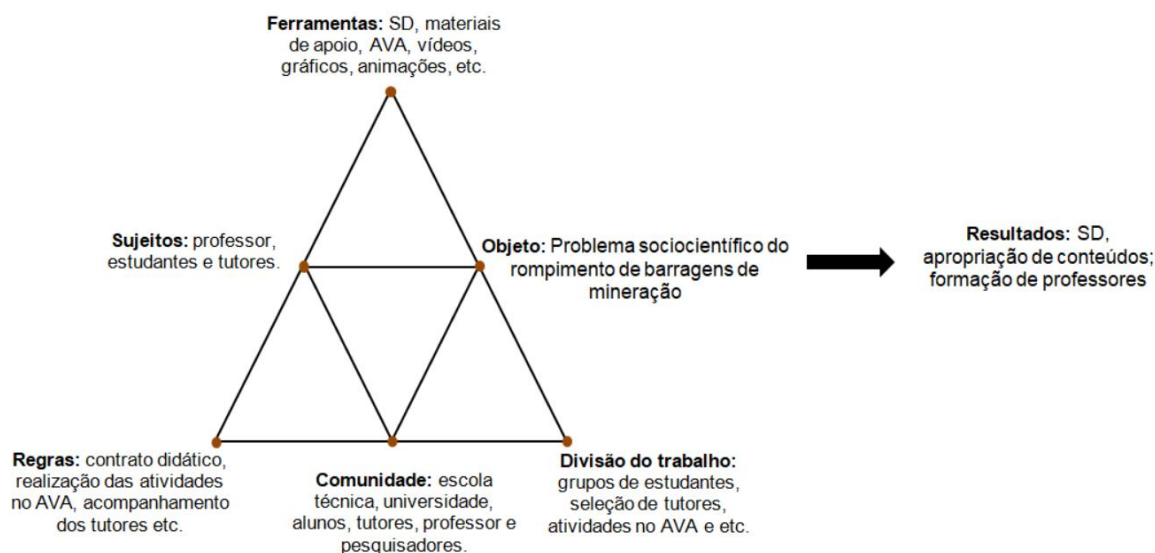 Ferramentas: SD, materiais
de apoio, AVA, vídeos,
gráficos, animações, etc.
Sujeitos: professor,
estudantes e tutores.
Objeto: Problema sociocientífico do
rompimento de barragens de
mineração
Resultados: SD,
apropriação de conteúdos;
formação de professores
Regras: contrato didático,
realização das atividades
no AVA, acompanhamento
dos tutores etc.
Comunidade: escola
técnica, universidade,
alunos, tutores, professor e
pesquisadores.
Divisão do trabalho:
grupos de estudantes,
seleção de tutores,
atividades no AVA e etc.